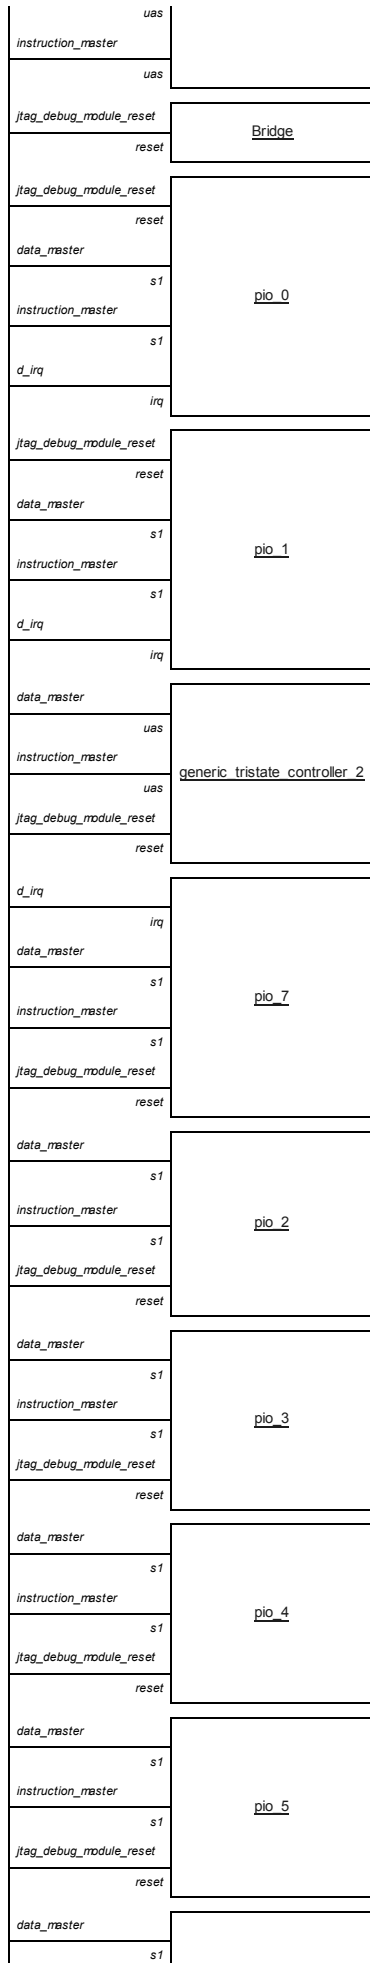 uas
instruction_master
uas
jtag_debug_module_reset
Bridge
reset
jtag_debug_module_reset
reset
data_master
s1
pio_0
instruction_master
s1
d_irq
irq
jtag_debug_module_reset
reset
data_master
s1
pio_1
instruction_master
s1
d_irq
irq
data_master
uas
instruction_master
generic_tristate_controller_2
uas
jtag_debug_module_reset
reset
d_irq
irq
data_master
s1
pio_7
instruction_master
s1
jtag_debug_module_reset
reset
data_master
s1
instruction_master
pio_2
s1
jtag_debug_module_reset
reset
data_master
s1
instruction_master
pio_3
s1
jtag_debug_module_reset
reset
data_master
s1
instruction_master
pio_4
s1
jtag_debug_module_reset
reset
data_master
s1
instruction_master
pio_5
s1
jtag_debug_module_reset
reset
data_master
s1